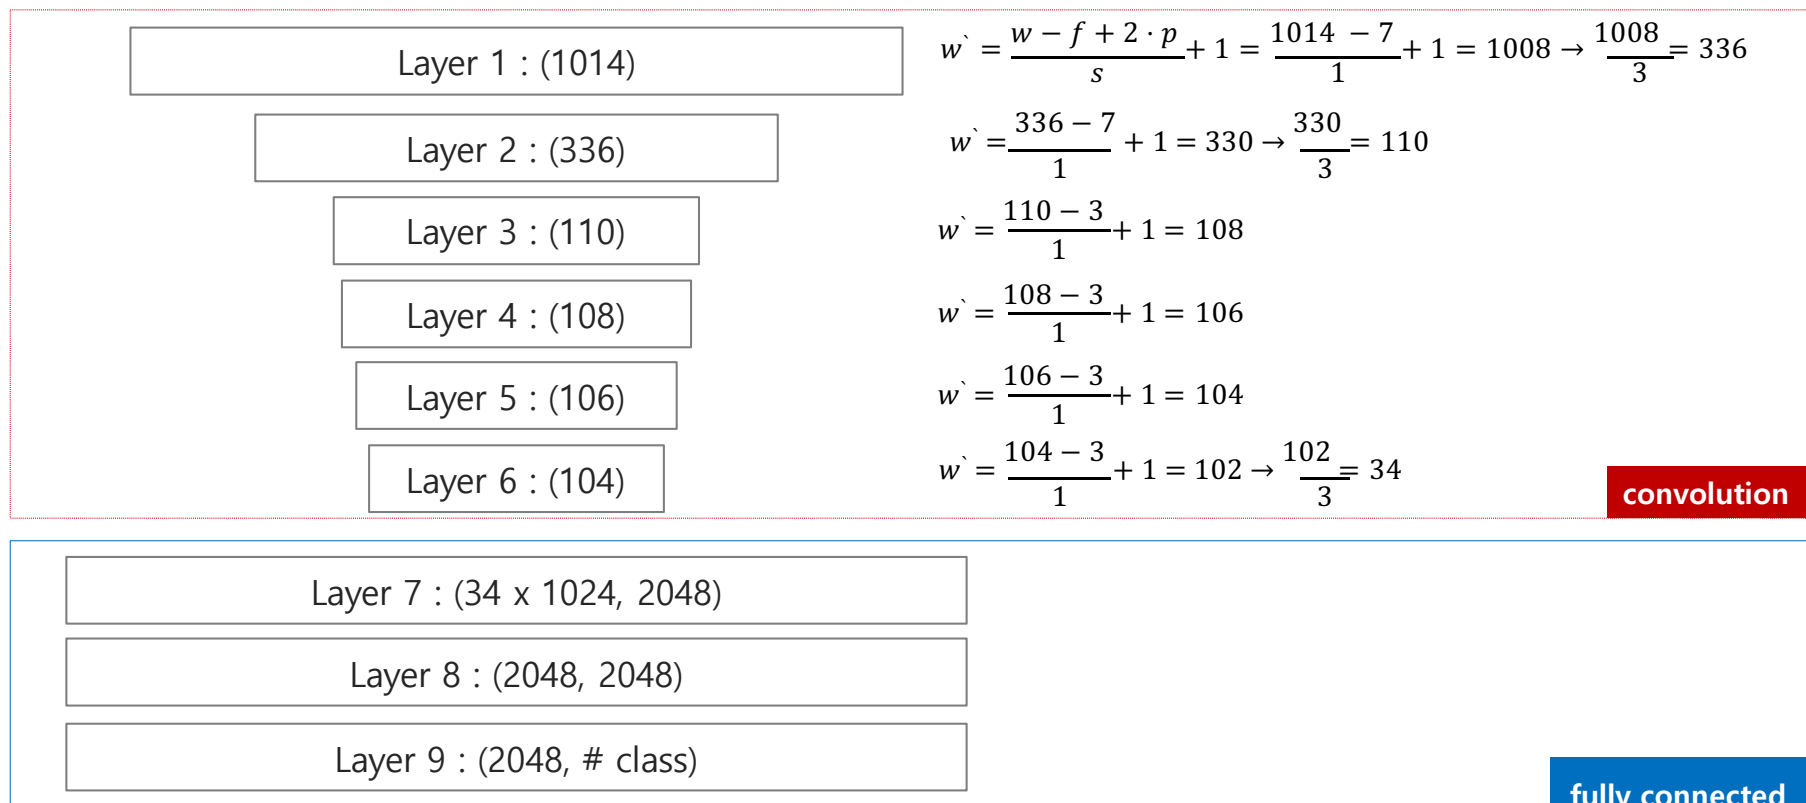 Layer 1 : (1014)
w` = (w − f + 2 · p)/s + 1 = (1014 − 7)/1 + 1 = 1008 → 1008/3 = 336
Layer 2 : (336)
w` = (336 − 7)/1 + 1 = 330 → 330/3 = 110
Layer 3 : (110)
w` = (110 − 3)/1 + 1 = 108
Layer 4 : (108)
w` = (108 − 3)/1 + 1 = 106
Layer 5 : (106)
w` = (106 − 3)/1 + 1 = 104
Layer 6 : (104)
w` = (104 − 3)/1 + 1 = 102 → 102/3 = 34
convolution
Layer 7 : (34 x 1024, 2048)
Layer 8 : (2048, 2048)
Layer 9 : (2048, # class)
fully connected